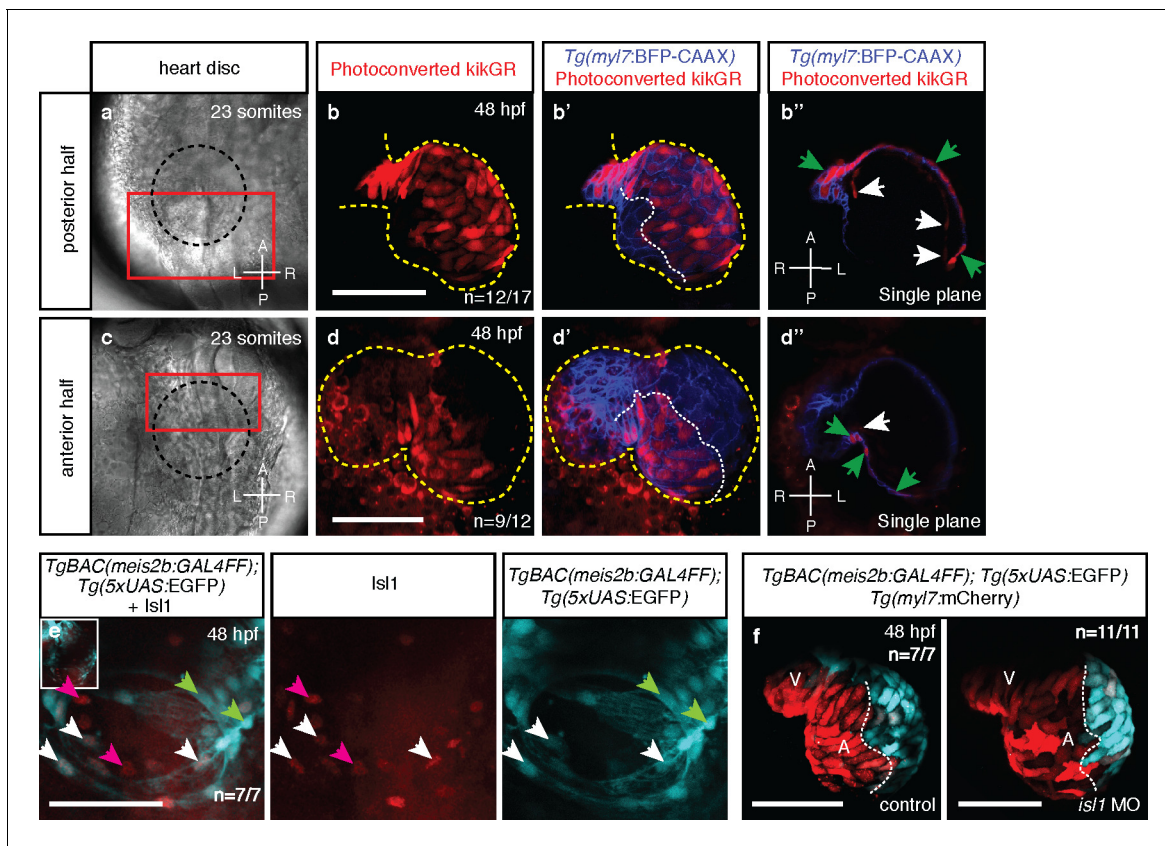 heart disc
Photoconverted kikGR
Tg(myl7:BFP-CAAX)
Photoconverted kikGR
Tg(myl7:BFP-CAAX)
Photoconverted kikGR
posterior half
a
23 somites
A
L
R
P
b
48 hpf
n=12/17
b'
b''
A
R
L
P
Single plane
anterior half
c
23 somites
A
L
R
P
d
48 hpf
n=9/12
d'
d''
A
R
L
P
Single plane
TgBAC(meis2b:GAL4FF);
Tg(5xUAS:EGFP)
+ Isl1
Isl1
TgBAC(meis2b:GAL4FF);
Tg(5xUAS:EGFP)
TgBAC(meis2b:GAL4FF); Tg(5xUAS:EGFP)
Tg(myl7:mCherry)
e
48 hpf
n=7/7
f
48 hpf
n=7/7
V
A
control
n=11/11
V
A
isl1 MO